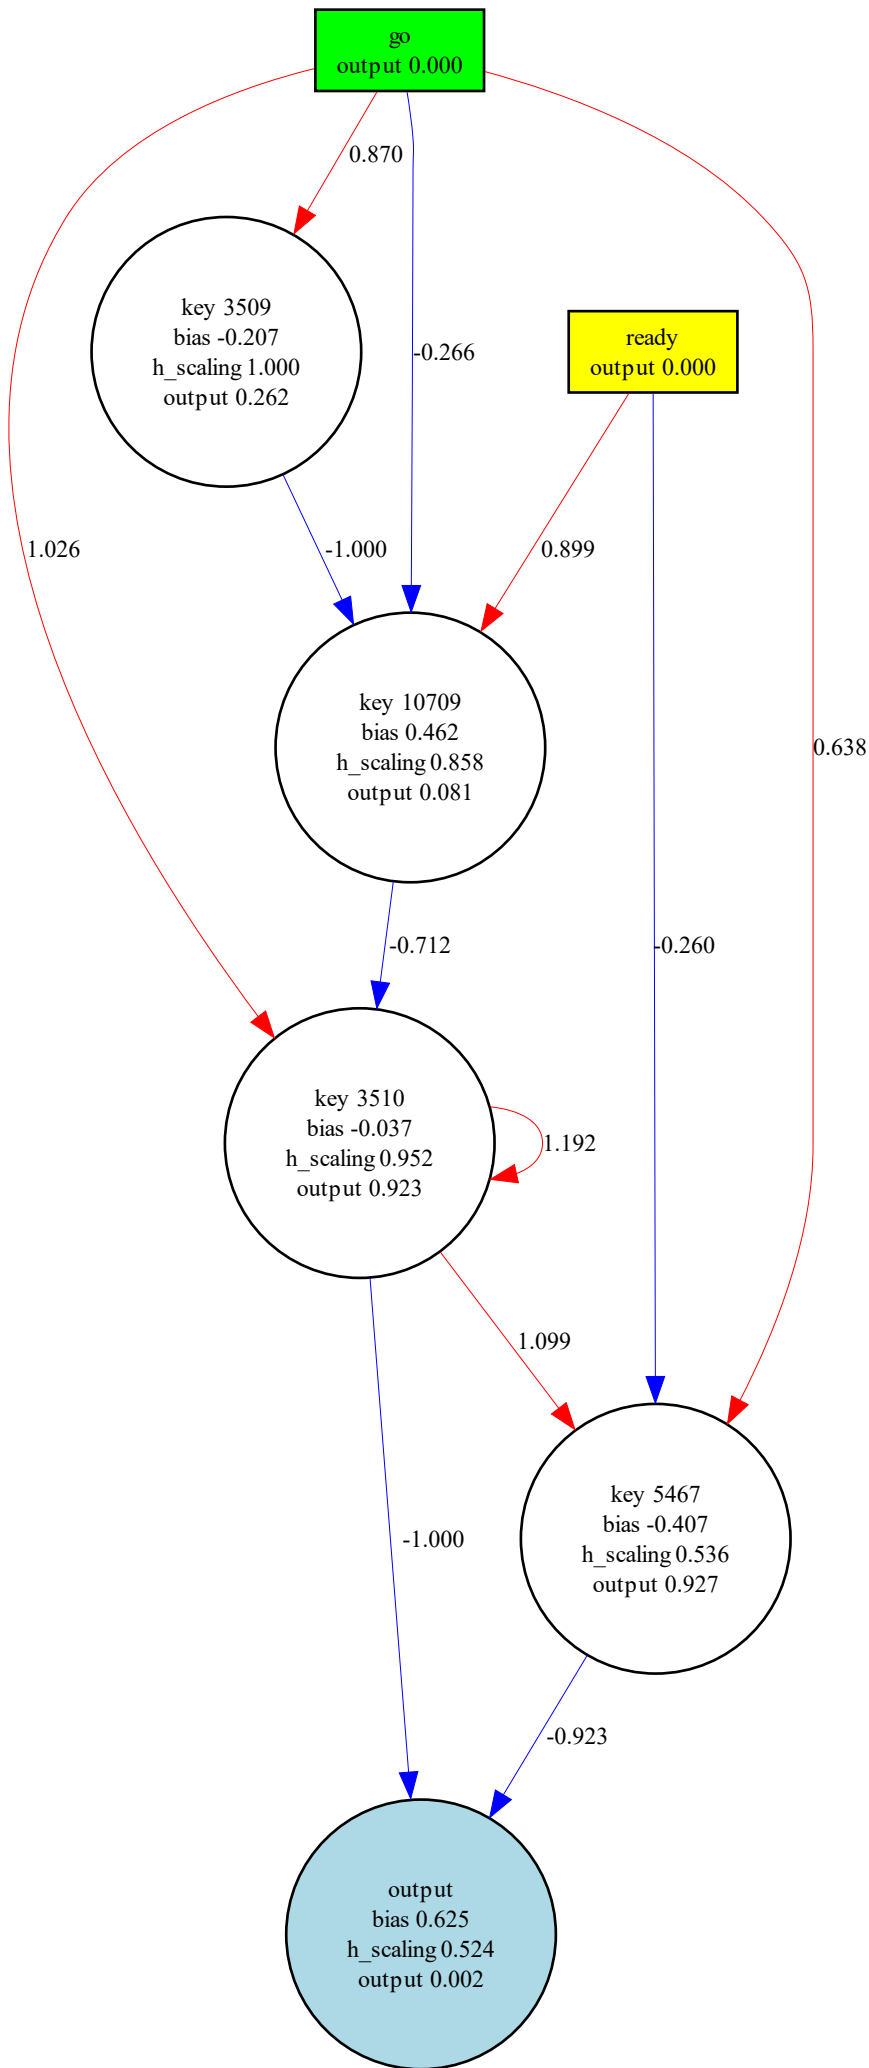 go
output 0.000
0.870
key 3509
bias -0.207
h_scaling 1.000
output 0.262
-0.266
ready
output 0.000
1.026
-1.000
0.899
key 10709
bias 0.462
h_scaling 0.858
output 0.081
0.638
-0.712
-0.260
key 3510
bias -0.037
h_scaling 0.952
output 0.923
1.192
1.099
-1.000
key 5467
bias -0.407
h_scaling 0.536
output 0.927
-0.923
output
bias 0.625
h_scaling 0.524
output 0.002